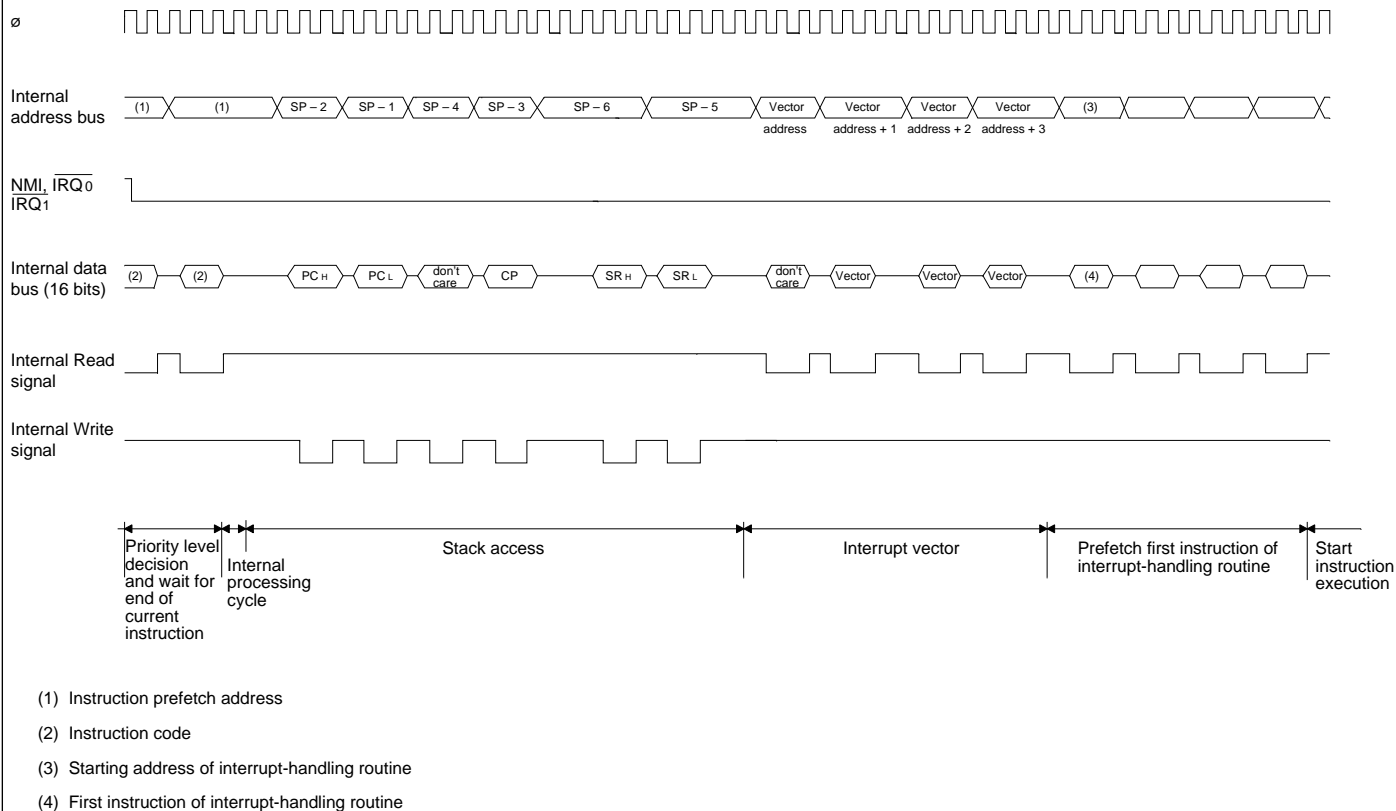 ø
Internal
address bus
(1) (1) SP – 2 SP – 1 SP – 4 SP – 3 SP – 6 SP – 5 Vector Vector Vector Vector (3)
address address + 1 address + 2 address + 3
NMI, IRQ0
IRQ1
Internal data
bus (16 bits)
(2) (2) PC H PC L don't care CP SR H SR L don't care Vector Vector Vector (4)
Internal Read
signal
Internal Write
signal
Priority level
decision
and wait for
end of
current
instruction
Internal
processing
cycle
Stack access
Interrupt vector
Prefetch first instruction of
interrupt-handling routine
Start
instruction
execution
(1) Instruction prefetch address
(2) Instruction code
(3) Starting address of interrupt-handling routine
(4) First instruction of interrupt-handling routine